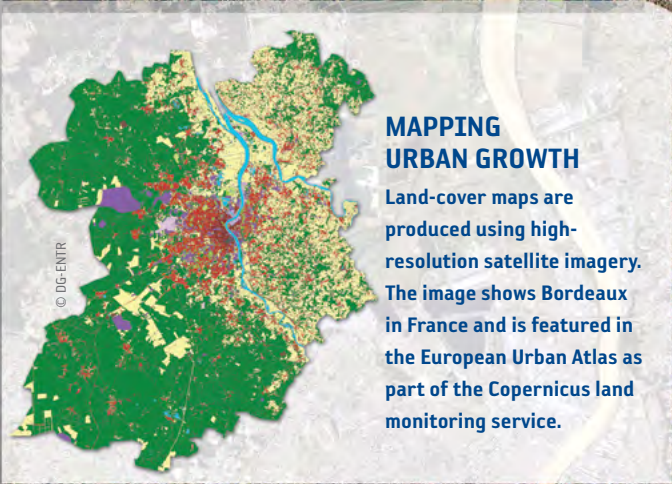 © DG-ENTR
MAPPING
URBAN GROWTH
Land-cover maps are
produced using high-
resolution satellite imagery.
The image shows Bordeaux
in France and is featured in
the European Urban Atlas as
part of the Copernicus land
monitoring service.